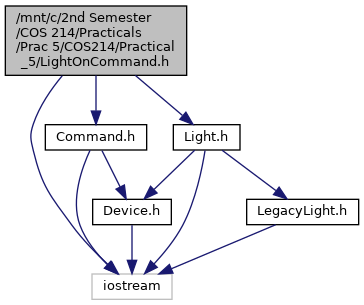 /mnt/c/2nd Semester
/COS 214/Practicals
/Prac 5/COS214/Practical
_5/LightOnCommand.h
Command.h
Light.h
Device.h
LegacyLight.h
iostream